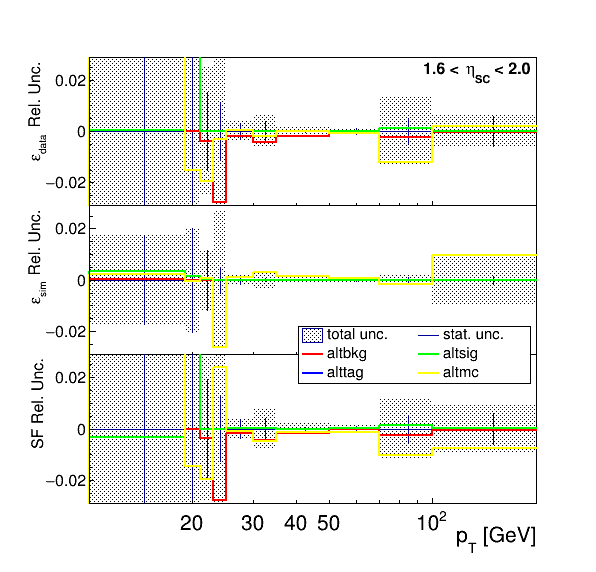 1.6 < η_SC < 2.0
ε_data Rel. Unc.
0.02
0
−0.02
ε_sim Rel. Unc.
0.02
0
−0.02
total unc. stat. unc.
altbkg altsig
alttag altmc
SF Rel. Unc.
0.02
0
−0.02
20 30 40 50 10²
p_T [GeV]